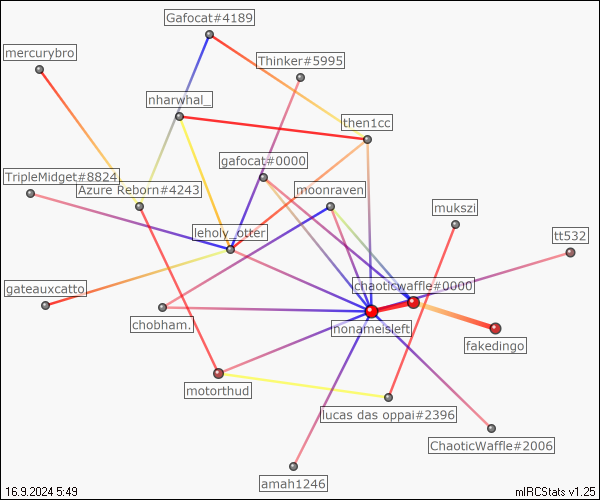 Gafocat#4189
mercurybro
Thinker#5995
nharwhal_
then1cc
gafocat#0000
TripleMidget#8824
Azure Reborn#4243
moonraven
mukszi
leholy_otter
tt532
chaoticwaffle#0000
gateauxcatto
chobham.
nonameisleft
fakedingo
motorthud
lucas das oppai#2396
ChaoticWaffle#2006
amah1246
16.9.2024 5:49
mIRCStats v1.25